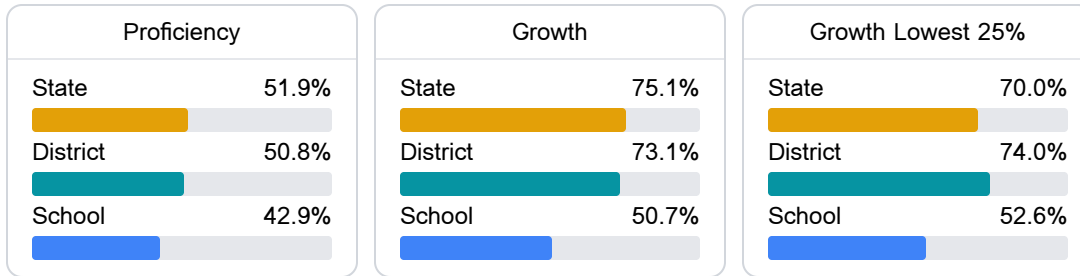 Proficiency
State 51.9%
District 50.8%
School 42.9%
Growth
State 75.1%
District 73.1%
School 50.7%
Growth Lowest 25%
State 70.0%
District 74.0%
School 52.6%